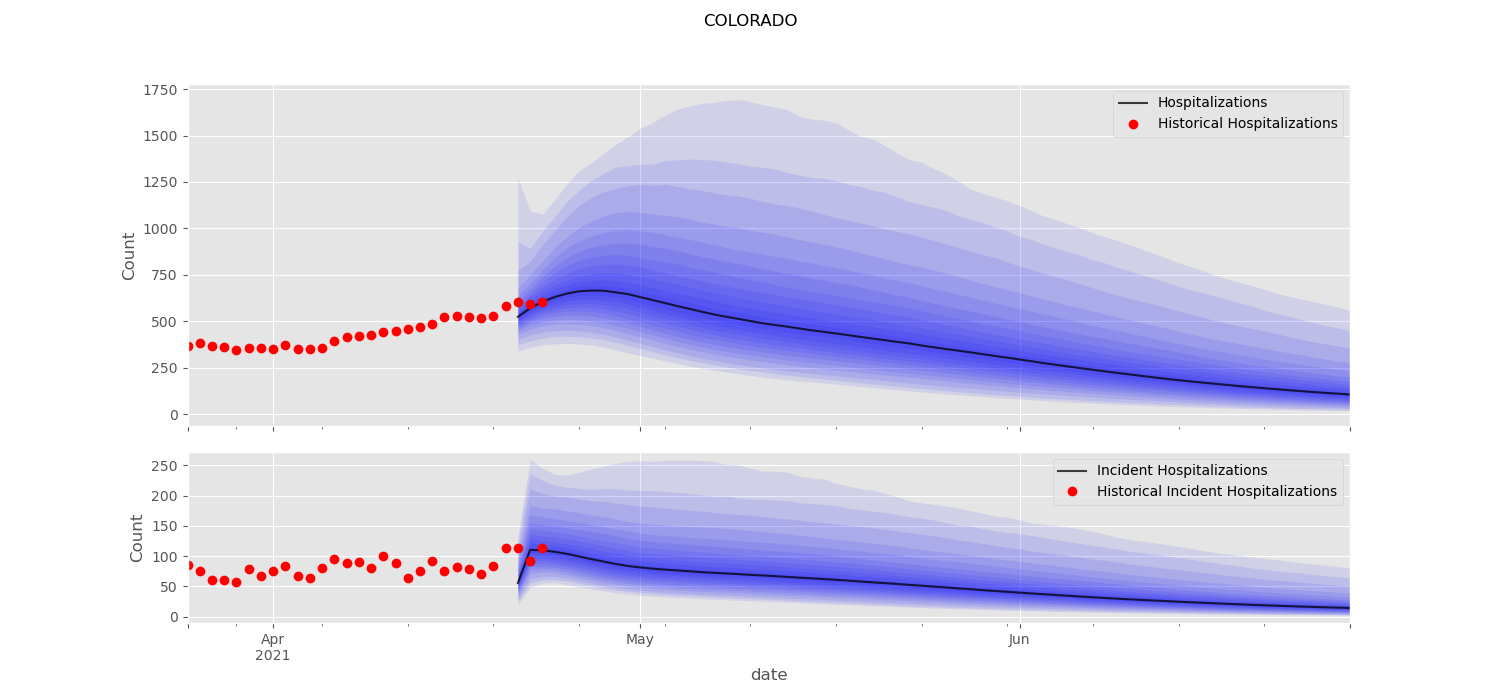 COLORADO
1750
1500
1250
1000
750
500
250
0
Count
Hospitalizations
Historical Hospitalizations
250
200
150
100
50
0
Count
Incident Hospitalizations
Historical Incident Hospitalizations
Apr
2021
May
Jun
date